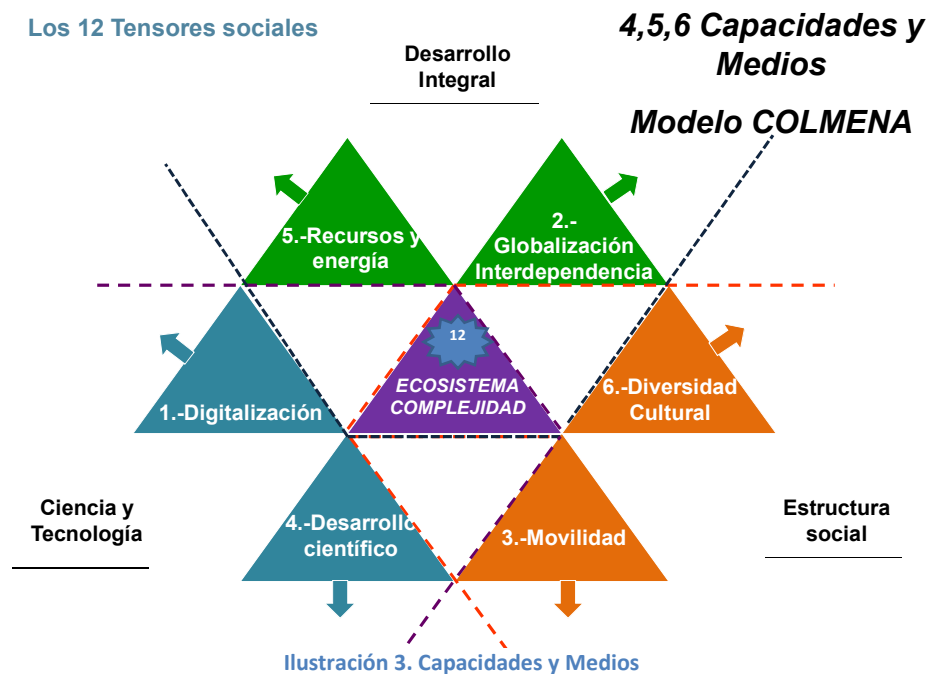 Los 12 Tensores sociales
4,5,6 Capacidades y
Medios
Modelo COLMENA
Desarrollo
Integral
5.-Recursos y
energía
2.-
Globalización
Interdependencia
12
ECOSISTEMA
COMPLEJIDAD
1.-Digitalización
6.-Diversidad
Cultural
Ciencia y
Tecnología
4.-Desarrollo
científico
3.-Movilidad
Estructura
social
Ilustración 3. Capacidades y Medios